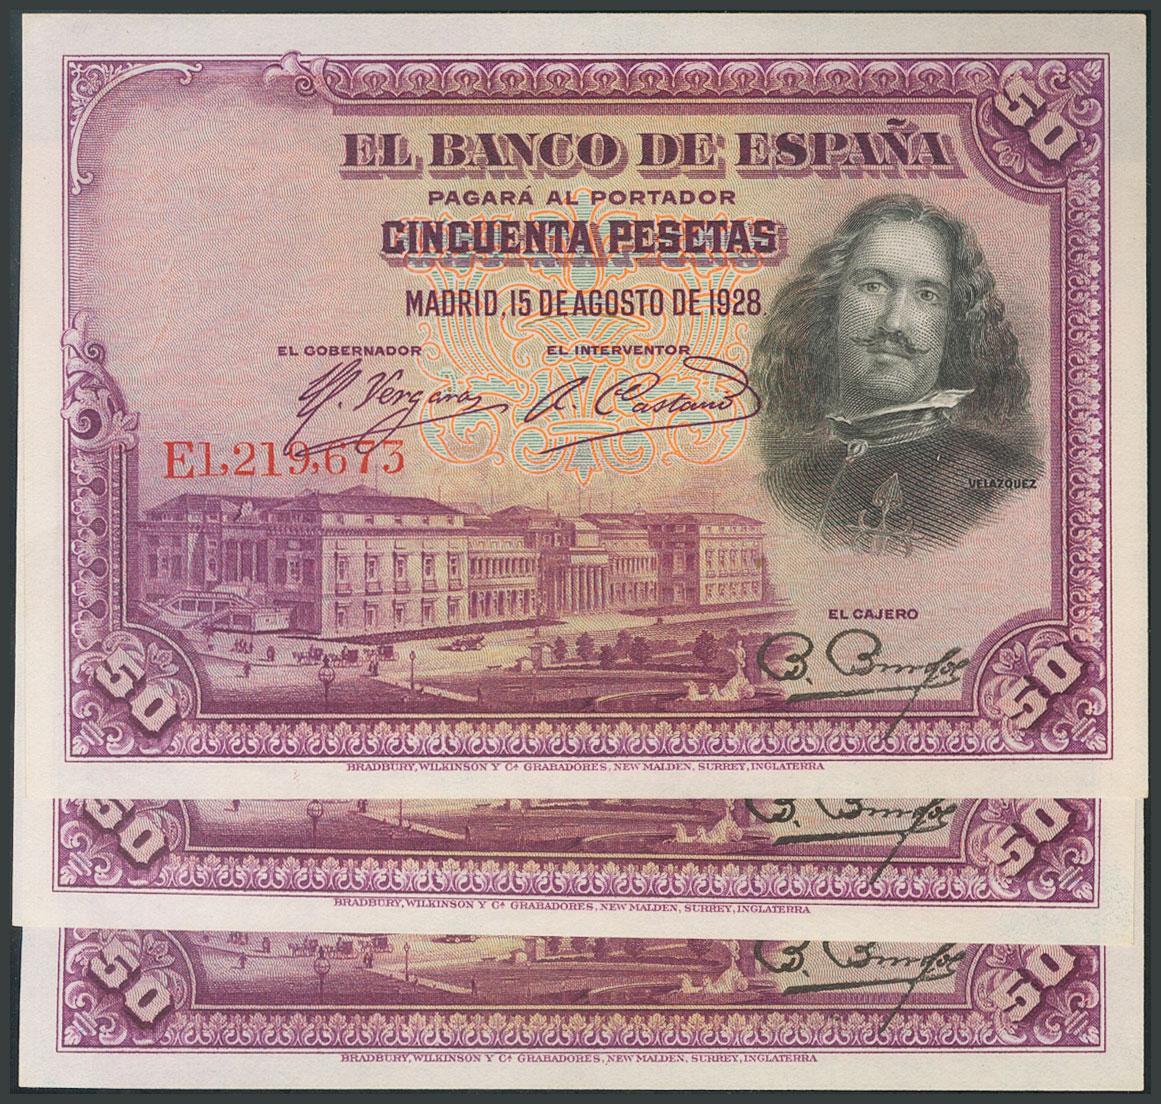 50
EL BANCO DE ESPAÑA
PAGARÁ AL PORTADOR
CINCUENTA PESETAS
MADRID, 15 DE AGOSTO DE 1928.
EL GOBERNADOR EL INTERVENTOR
E1,219,673
VELAZQUEZ
EL CAJERO
50 50
BRADBURY, WILKINSON Y Cª GRABADORES, NEW MALDEN, SURREY, INGLATERRA
50 50
BRADBURY, WILKINSON Y Cª GRABADORES, NEW MALDEN, SURREY, INGLATERRA
50 50
BRADBURY, WILKINSON Y Cª GRABADORES, NEW MALDEN, SURREY, INGLATERRA